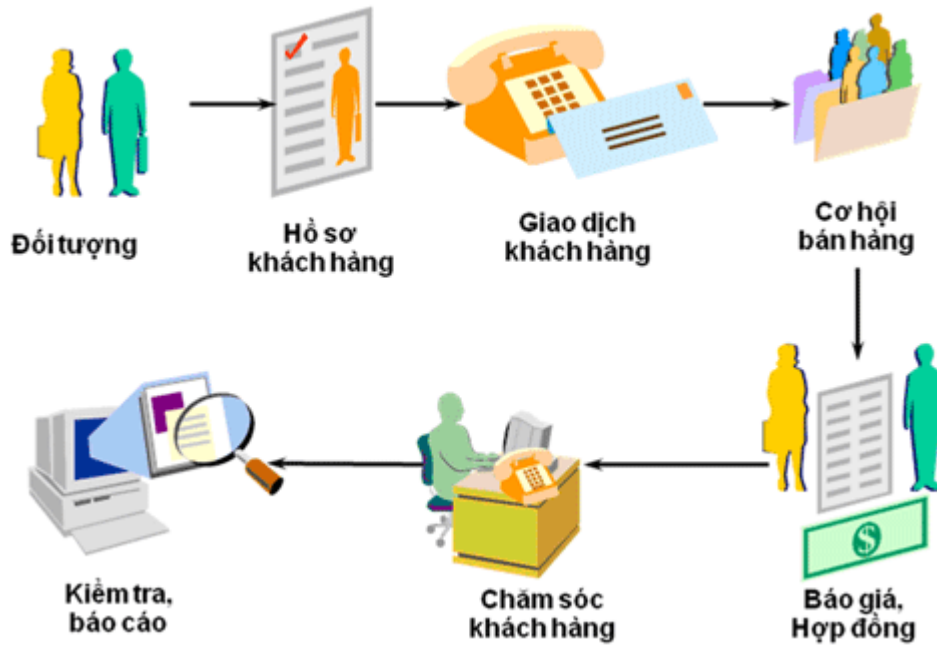 Đối tượng
Hồ sơ
khách hàng
Giao dịch
khách hàng
Cơ hội
bán hàng
Báo giá,
Hợp đồng
Chăm sóc
khách hàng
Kiểm tra,
báo cáo
$